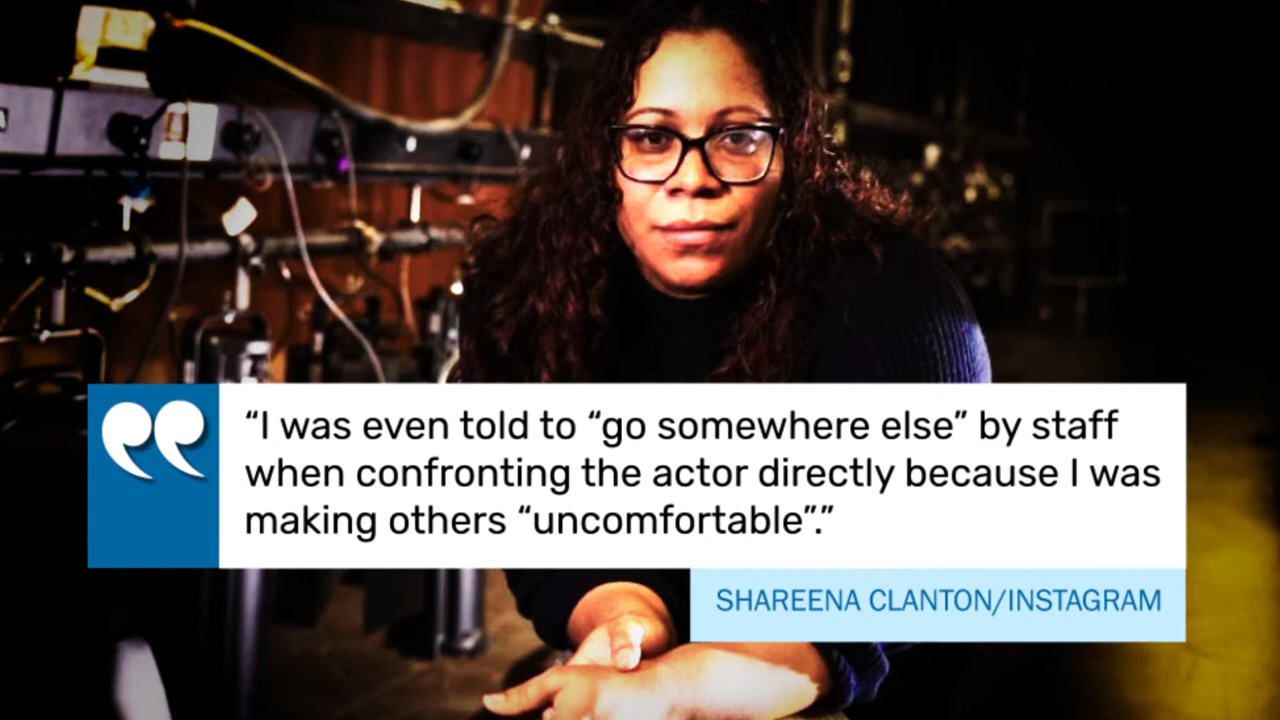 “I was even told to “go somewhere else” by staff
when confronting the actor directly because I was
making others “uncomfortable”.”
SHAREENA CLANTON/INSTAGRAM